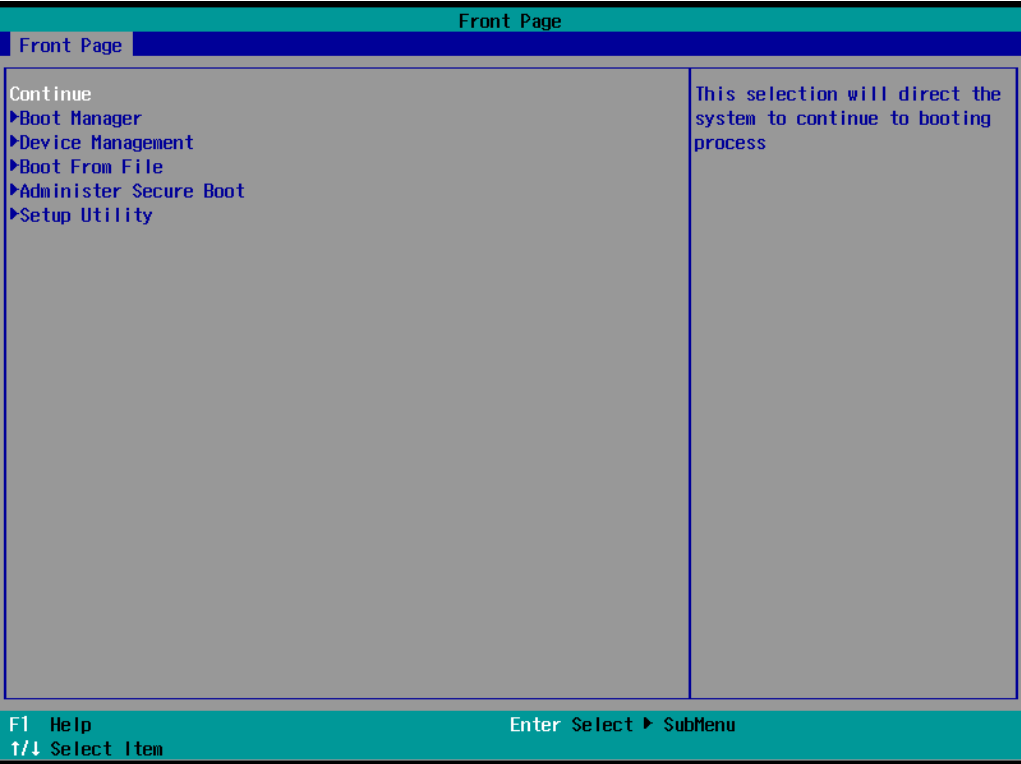 Front Page
Front Page
Continue
▶Boot Manager
▶Device Management
▶Boot From File
▶Administer Secure Boot
▶Setup Utility
This selection will direct the
system to continue to booting
process
F1 Help
Enter Select ▶ SubMenu
↑/↓ Select Item